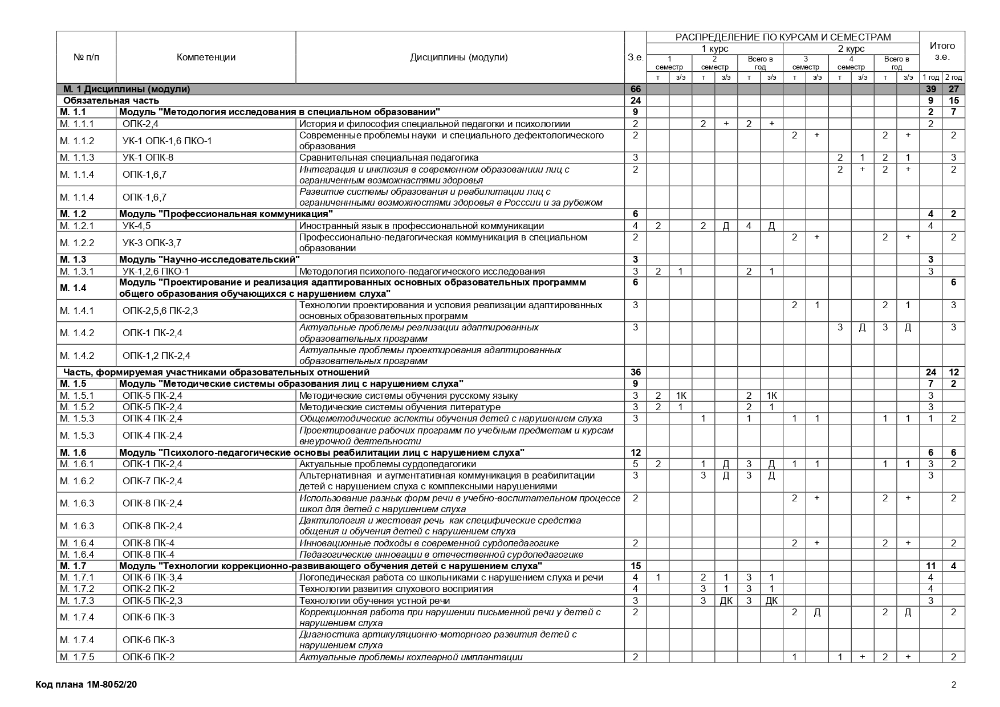 № п/п Компетенции Дисциплины (модули) З.е. РАСПРЕДЕЛЕНИЕ ПО КУРСАМ И СЕМЕСТРАМ Итого з.е.
1 курс 2 курс
1 семестр 2 семестр Всего в год 3 семестр 4 семестр Всего в год
т з/э т з/э т з/э т з/э т з/э т з/э 1 год 2 год
М. 1 Дисциплины (модули) 66 39 27
Обязательная часть 24 9 15
М. 1.1 Модуль "Методология исследования в специальном образовании" 9 2 7
М. 1.1.1 ОПК-2,4 История и философия специальной педагогки и психологиии 2 2 + 2 + 2
М. 1.1.2 УК-1 ОПК-1,6 ПКО-1 Современные проблемы науки и специального дефектологического 2 2 + 2 + 2
образования
М. 1.1.3 УК-1 ОПК-8 Сравнительная специальная педагогика 3 2 1 2 1 3
М. 1.1.4 ОПК-1,6,7 Интеграция и инклюзия в современном образованиии лиц с 2 2 + 2 + 2
ограниченным возможнастями здоровья
М. 1.1.4 ОПК-1,6,7 Развитие системы образования и реабилитации лиц с
ограниченнными возможностями здоровья в Росссии и за рубежом
М. 1.2 Модуль "Профессиональная коммуникация" 6 4 2
М. 1.2.1 УК-4,5 Иностранный язык в профессиональной коммуникации 4 2 2 Д 4 Д 4
М. 1.2.2 УК-3 ОПК-3,7 Профессионально-педагогическая коммуникация в специальном 2 2 + 2 + 2
образовании
М. 1.3 Модуль "Научно-исследовательский" 3 3
М. 1.3.1 УК-1,2,6 ПКО-1 Методология психолого-педагогического исследования 3 2 1 2 1 3
М. 1.4 Модуль "Проектирование и реализация адаптированных основных образовательных программм 6 6
общего образования обучающихся с нарушением слуха"
М. 1.4.1 ОПК-2,5,6 ПК-2,3 Технологии проектирования и условия реализации адаптированных 3 2 1 2 1 3
основных образовательных программ
М. 1.4.2 ОПК-1 ПК-2,4 Актуальные проблемы реализации адаптированных 3 3 Д 3 Д 3
образовательных программ
М. 1.4.2 ОПК-1,2 ПК-2,4 Актуальные проблемы проектирования адаптированных
образовательных программ
Часть, формируемая участниками образовательных отношений 36 24 12
М. 1.5 Модуль "Методические системы образования лиц с нарушением слуха" 9 7 2
М. 1.5.1 ОПК-5 ПК-2,4 Методические системы обучения русскому языку 3 2 1К 2 1К 3
М. 1.5.2 ОПК-5 ПК-2,4 Методические системы обучения литературе 3 2 1 2 1 3
М. 1.5.3 ОПК-4 ПК-2,4 Общеметодические аспекты обучения детей с нарушением слуха 3 1 1 1 1 1 1 1 2
М. 1.5.3 ОПК-4 ПК-2,4 Проектирование рабочих программ по учебным предметам и курсам
внеурочной деятельности
М. 1.6 Модуль "Психолого-педагогические основы реабилитации лиц с нарушением слуха" 12 6 6
М. 1.6.1 ОПК-1 ПК-2,4 Актуальные проблемы сурдопедагогики 5 2 1 Д 3 Д 1 1 1 1 3 2
М. 1.6.2 ОПК-7 ПК-2,4 Альтернативная и аугментативная коммуникация в реабилитации 3 3 Д 3 Д 3
детей с нарушением слуха с комплексными нарушениями
М. 1.6.3 ОПК-8 ПК-2,4 Использование разных форм речи в учебно-воспитательном процессе 2 2 + 2 + 2
школ для детей с нарушением слуха
М. 1.6.3 ОПК-8 ПК-2,4 Дактилология и жестовая речь как специфические средства
общения и обучения детей с нарушением слуха
М. 1.6.4 ОПК-8 ПК-4 Инновационные подходы в современной сурдопедагогике 2 2 + 2 + 2
М. 1.6.4 ОПК-8 ПК-4 Педагогические инновации в отечественной сурдопедагогике
М. 1.7 Модуль "Технологии коррекционно-развивающего обучения детей с нарушением слуха" 15 11 4
М. 1.7.1 ОПК-6 ПК-3,4 Логопедическая работа со школьниками с нарушением слуха и речи 4 1 2 1 3 1 4
М. 1.7.2 ОПК-2 ПК-2 Технологии развития слухового восприятия 4 3 1 3 1 4
М. 1.7.3 ОПК-5 ПК-2,3 Технологии обучения устной речи 3 3 ДК 3 ДК 3
М. 1.7.4 ОПК-6 ПК-3 Коррекционная работа при нарушении письменной речи у детей с 2 2 Д 2 Д 2
нарушением слуха
М. 1.7.4 ОПК-6 ПК-3 Диагностика артикуляционно-моторного развития детей с
нарушением слуха
М. 1.7.5 ОПК-6 ПК-2 Актуальные проблемы кохлеарной имплантации 2 1 1 + 2 + 2
Код плана 1М-8052/20 2